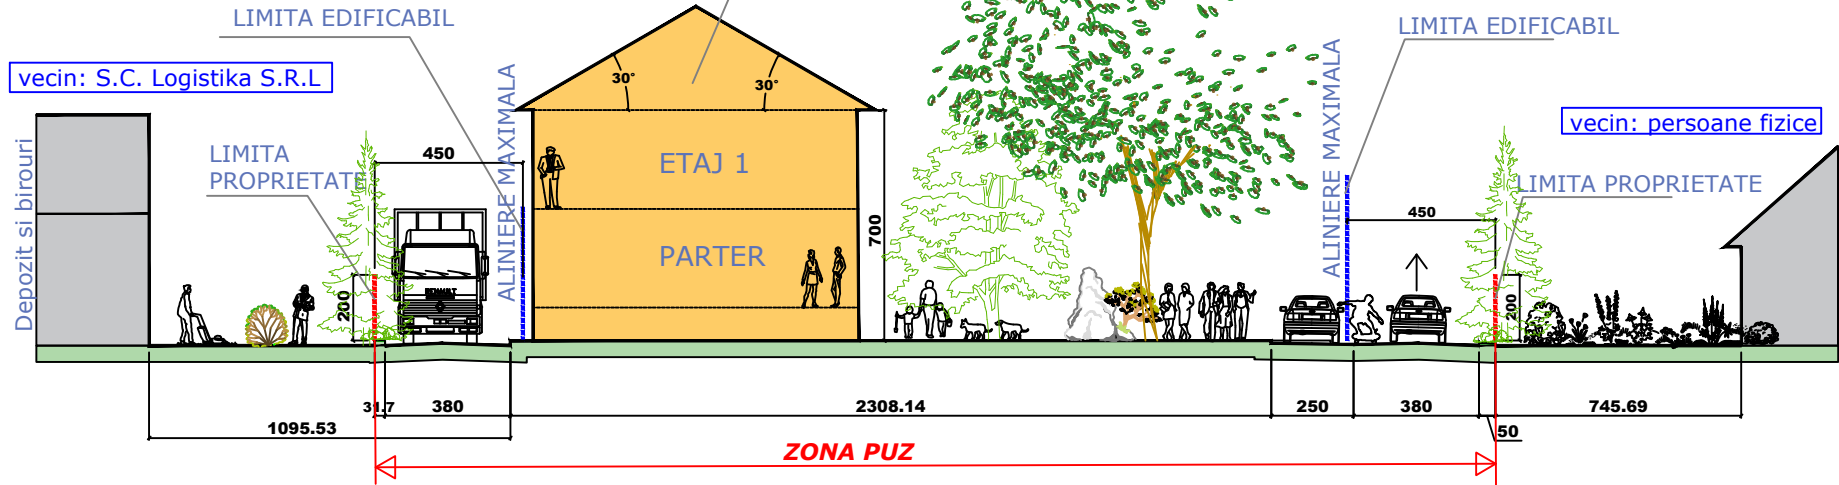 LIMITA EDIFICABIL
LIMITA EDIFICABIL
vecin: S.C. Logistika S.R.L
30°
30°
vecin: persoane fizice
Depozit si birouri
LIMITA
PROPRIETATE
450
ALINIERE MAXIMALA
ETAJ 1
PARTER
700
ALINIERE MAXIMALA
LIMITA PROPRIETATE
450
200
RENAULT
200
31.7
380
2308.14
250
380
745.69
1095.53
50
ZONA PUZ